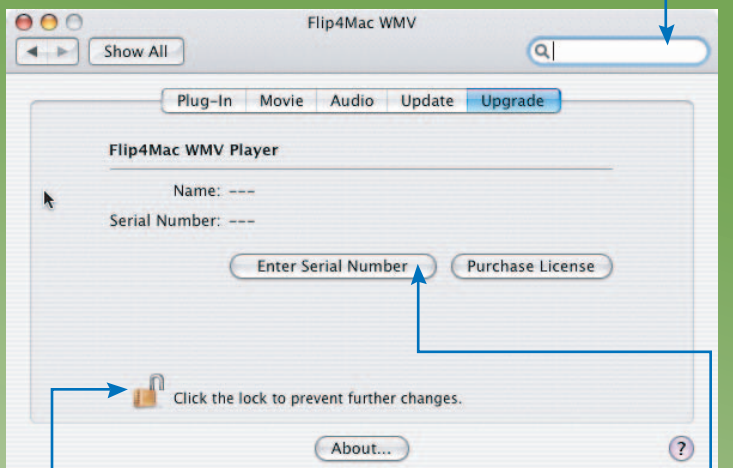 Flip4Mac WMV
Show All
Plug-In Movie Audio Update Upgrade
Flip4Mac WMV Player
Name: ---
Serial Number: ---
Enter Serial Number Purchase License
Click the lock to prevent further changes.
About... ?